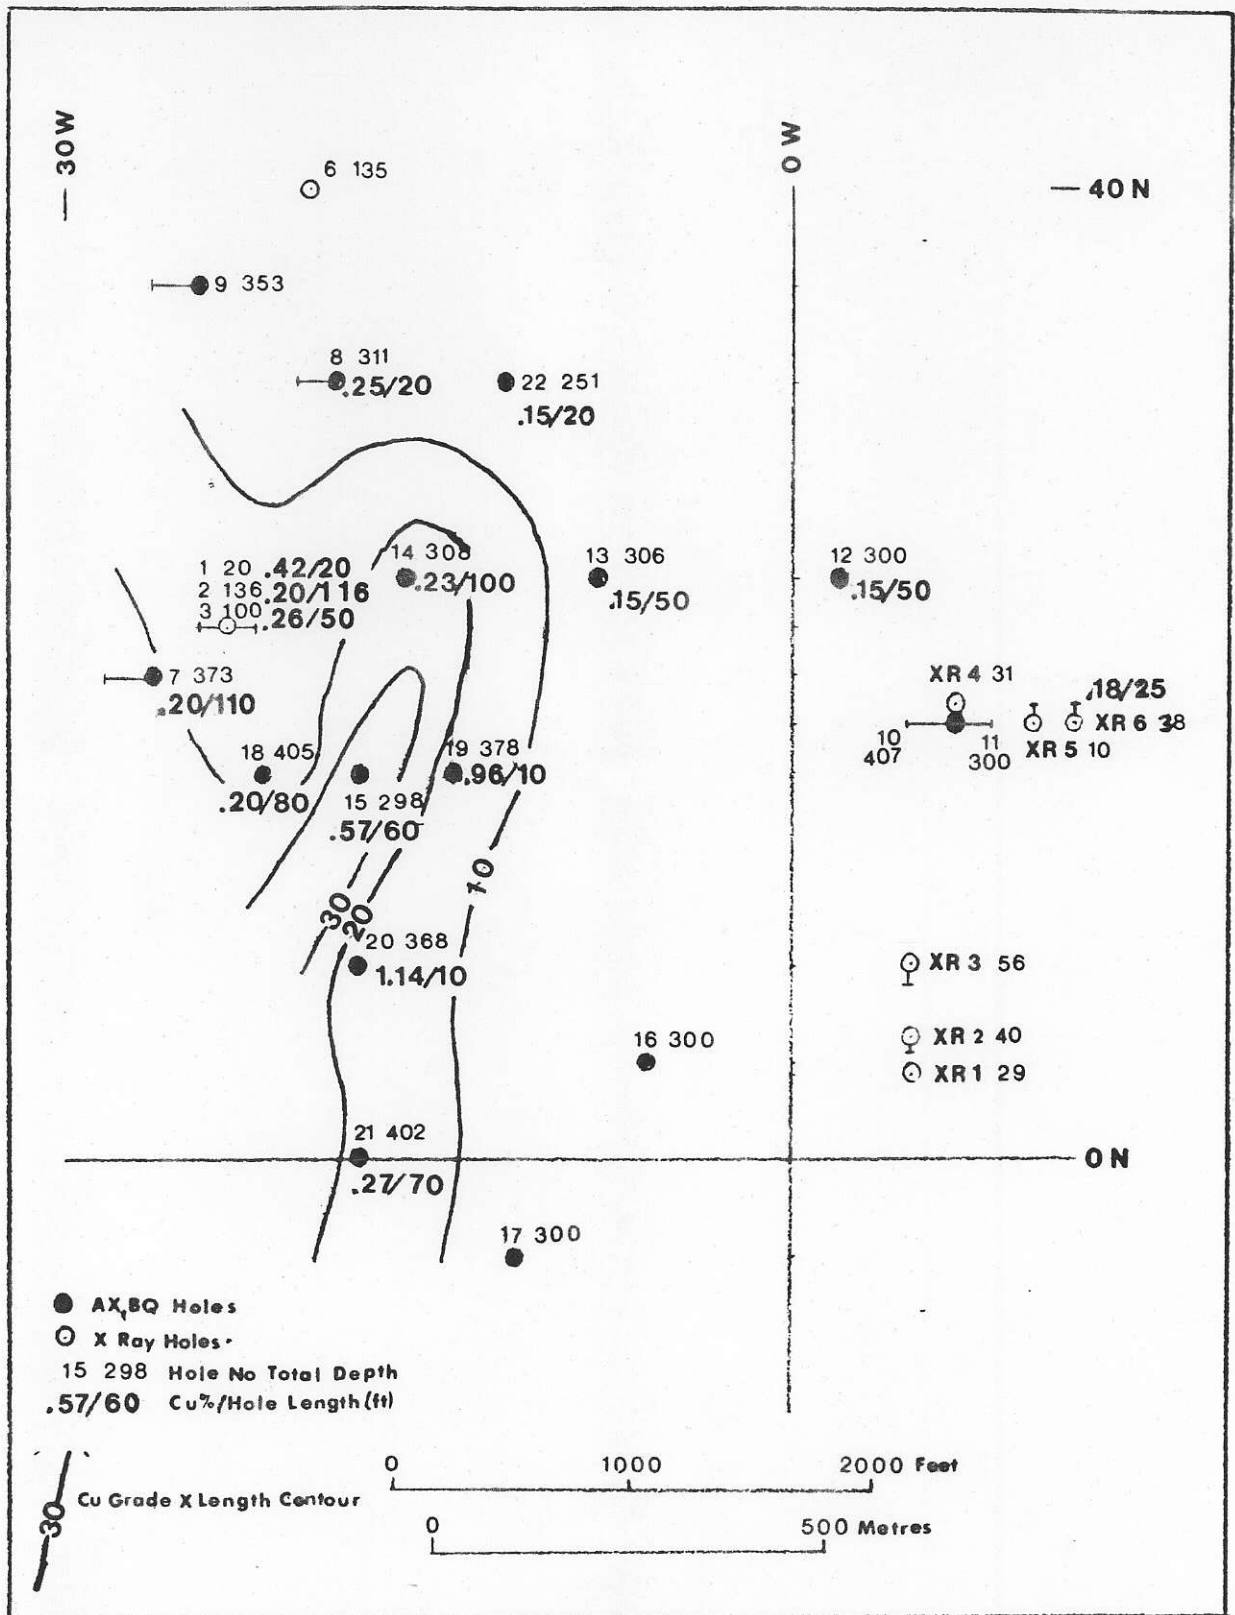 30W
0 W
6 135
40 N
9 353
8 311
.25/20
22 251
.15/20
1 20 .42/20
2 136 .20/116
3 100 .26/50
14 308
.23/100
13 306
.15/50
12 300
.15/50
7 373
.20/110
XR 4 31
.18/25
XR 6 38
10
407
11
300
XR 5 10
18 405
.20/80
15 298
.57/60
19 378
.96/10
10
30
20
20 368
1.14/10
XR 3 56
16 300
XR 2 40
XR 1 29
21 402
.27/70
0 N
17 300
AX,BQ Holes
X Ray Holes
15 298 Hole No Total Depth
.57/60 Cu%/Hole Length (ft)
30
Cu Grade X Length Contour
0 1000 2000 Feet
0 500 Metres